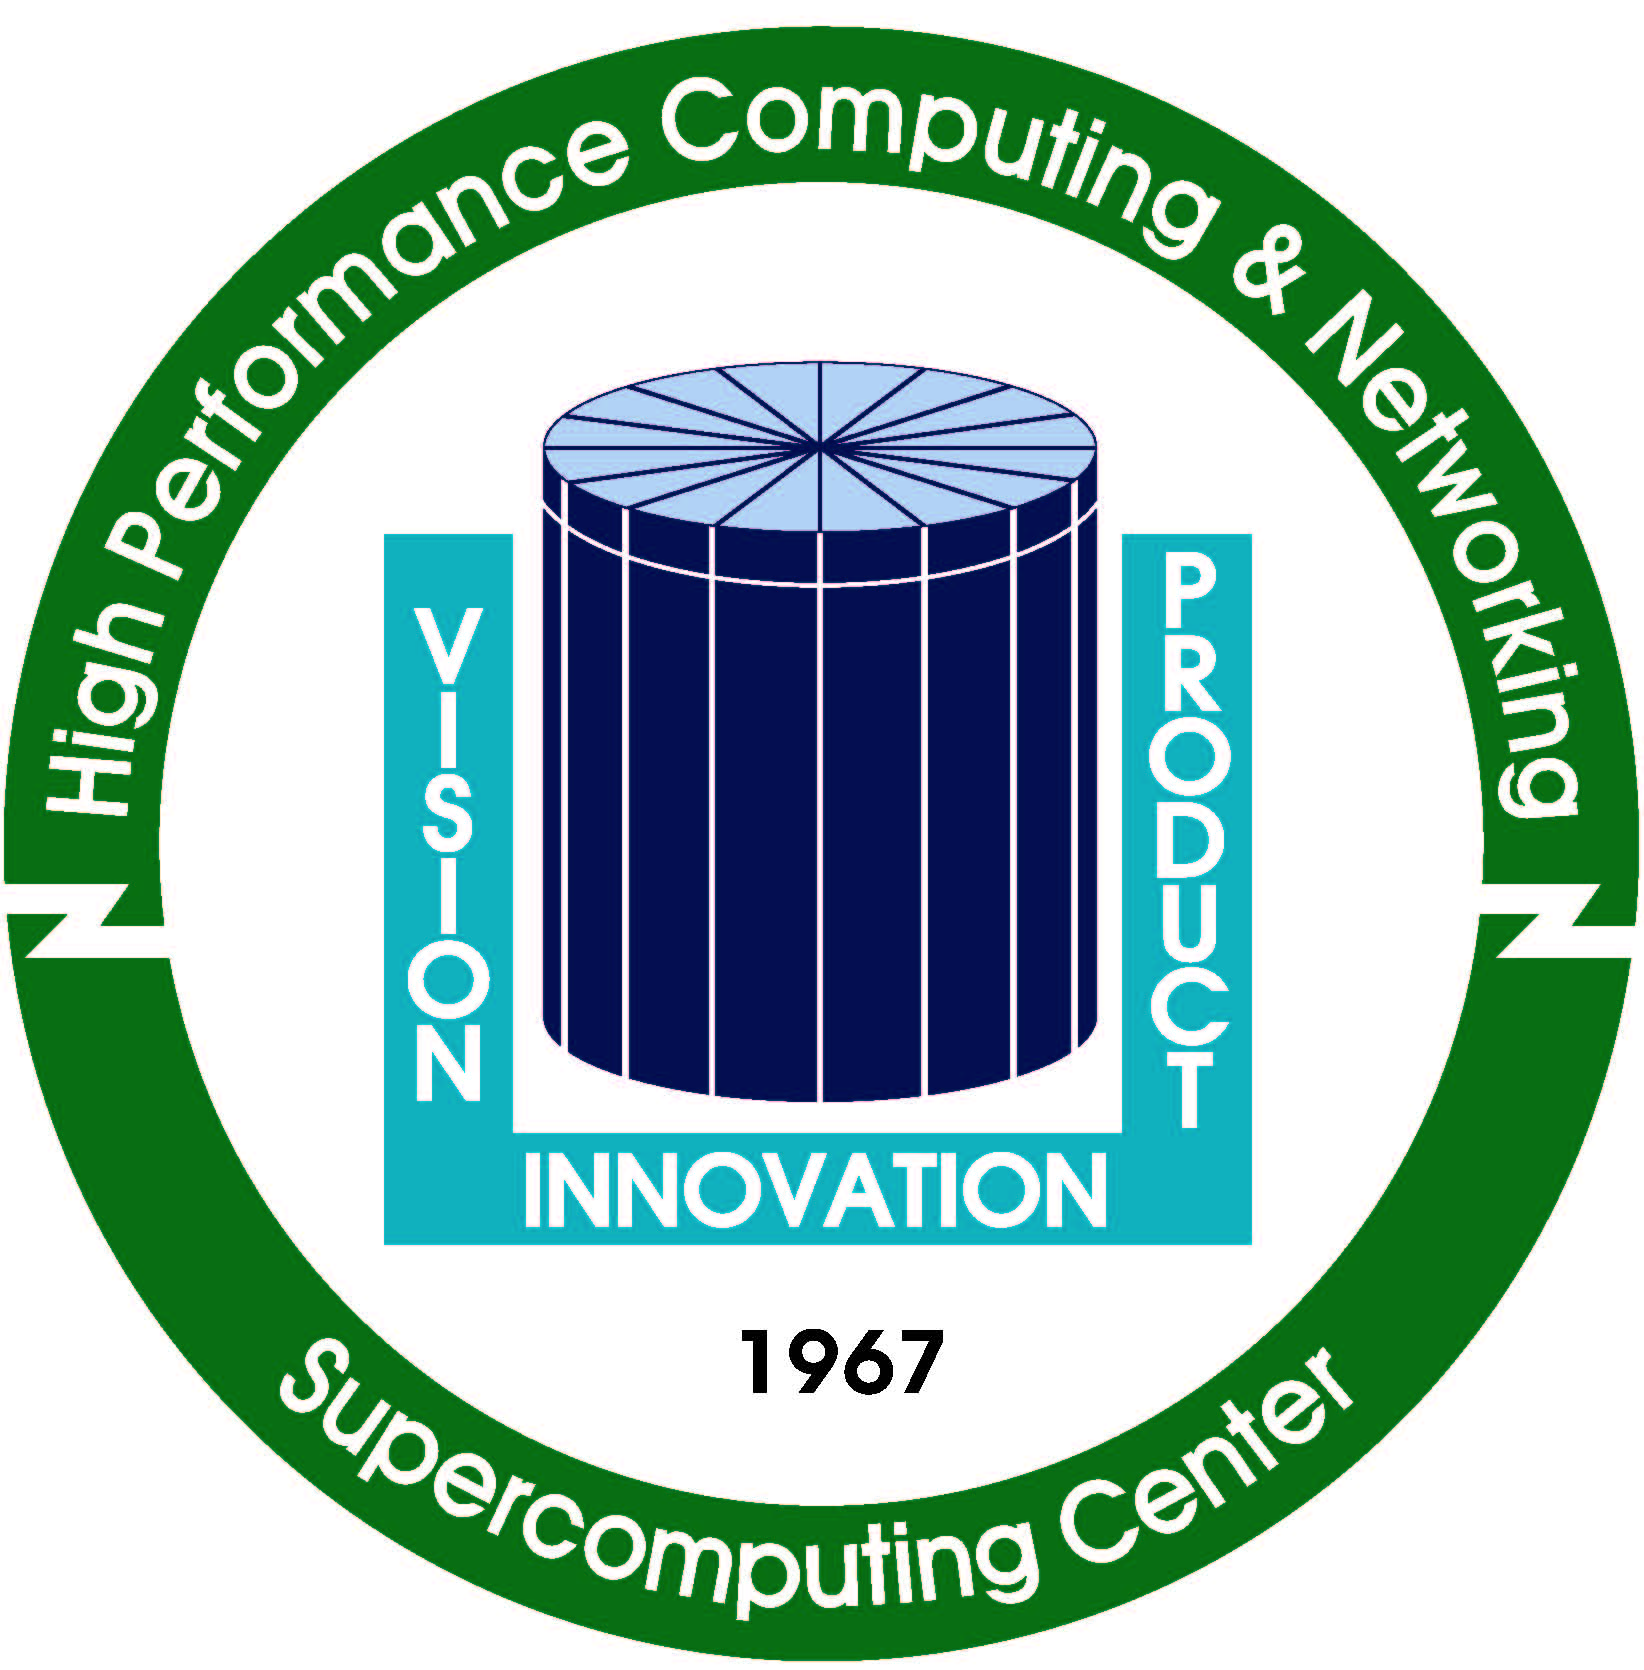 High Performance Computing & Networking
VISION
PRODUCT
INNOVATION
1967
Supercomputing Center